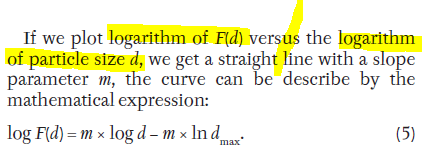 If we plot logarithm of F(d) versus the logarithm
of particle size d, we get a straight line with a slope
parameter m, the curve can be describe by the
mathematical expression:
log F(d) = m × log d – m × ln dmax. (5)